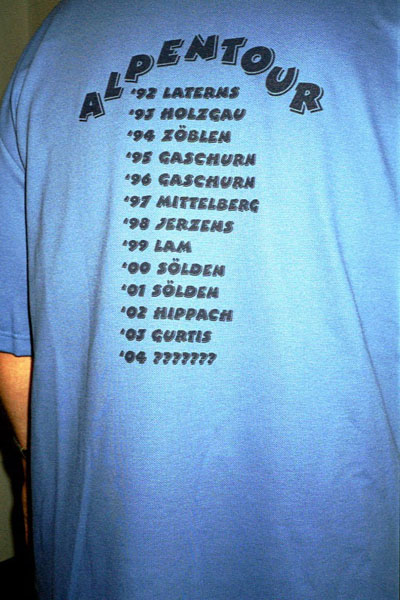 ALPENTOUR
'92 LATERNS
'93 HOLZGAU
'94 ZÖBLEN
'95 GASCHURN
'96 GASCHURN
'97 MITTELBERG
'98 JERZENS
'99 LAM
'00 SÖLDEN
'01 SÖLDEN
'02 HIPPACH
'03 GURTIS
'04 ???????